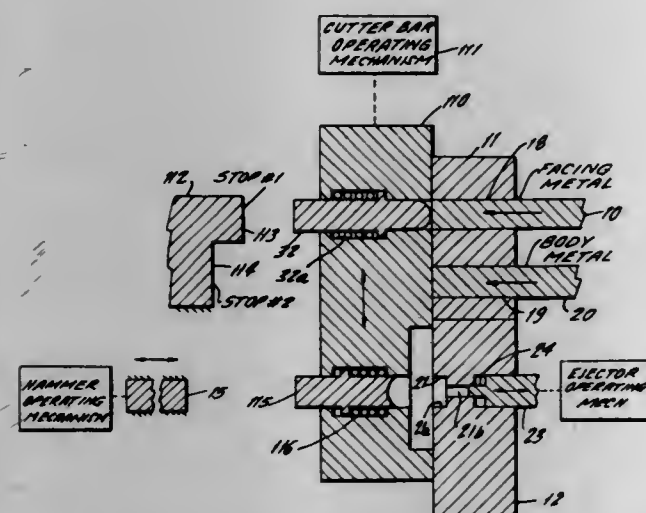 CUTTER BAR
OPERATING
MECHANISM
111
110
11
18
112
STOP #1
FACING
METAL
113
10
32
114
32a
BODY
METAL
STOP #2
19
20
24
HAMMER
OPERATING
MECHANISM
15
115
26
21b
23
EJECTOR
OPERATING
MECH
116
12